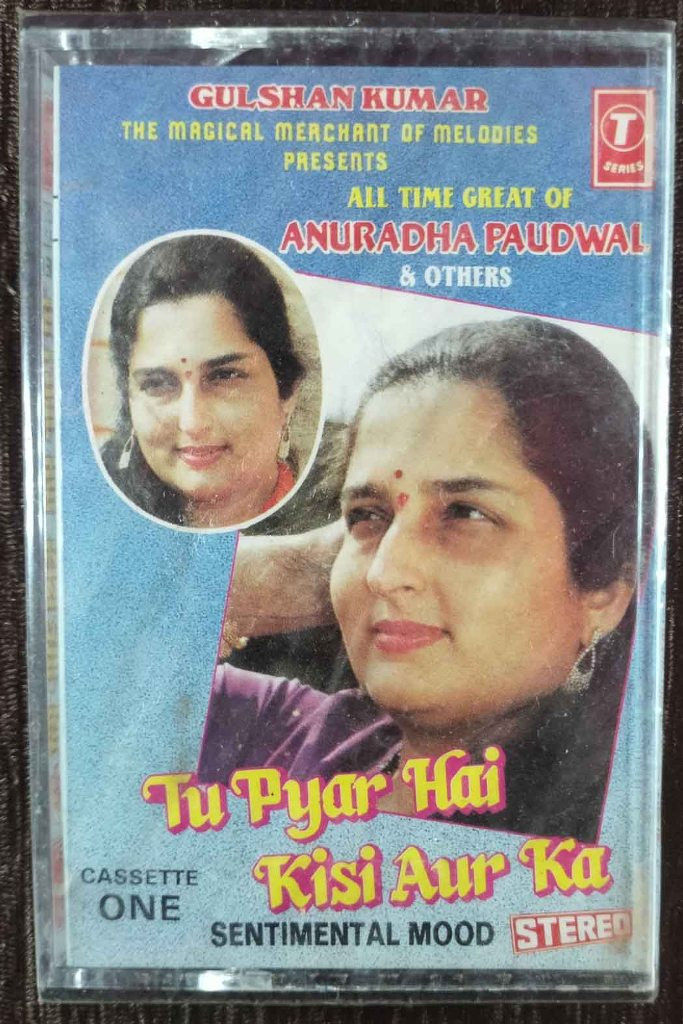 GULSHAN KUMAR
THE MAGICAL MERCHANT OF MELODIES
PRESENTS
T
SERIES
ALL TIME GREAT OF
ANURADHA PAUDWAL
& OTHERS
Tu Pyar Hai
Kisi Aur Ka
CASSETTE
ONE
SENTIMENTAL MOOD
STEREO